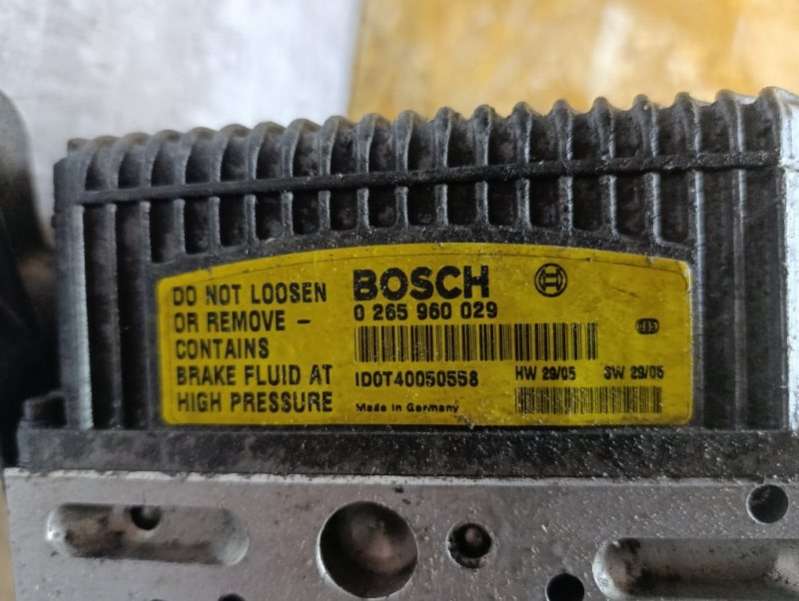 DO NOT LOOSEN
OR REMOVE –
CONTAINS
BRAKE FLUID AT
HIGH PRESSURE
BOSCH
0 265 960 029
ID0T40050558
HW 29/05 SW 29/05
Made in Germany